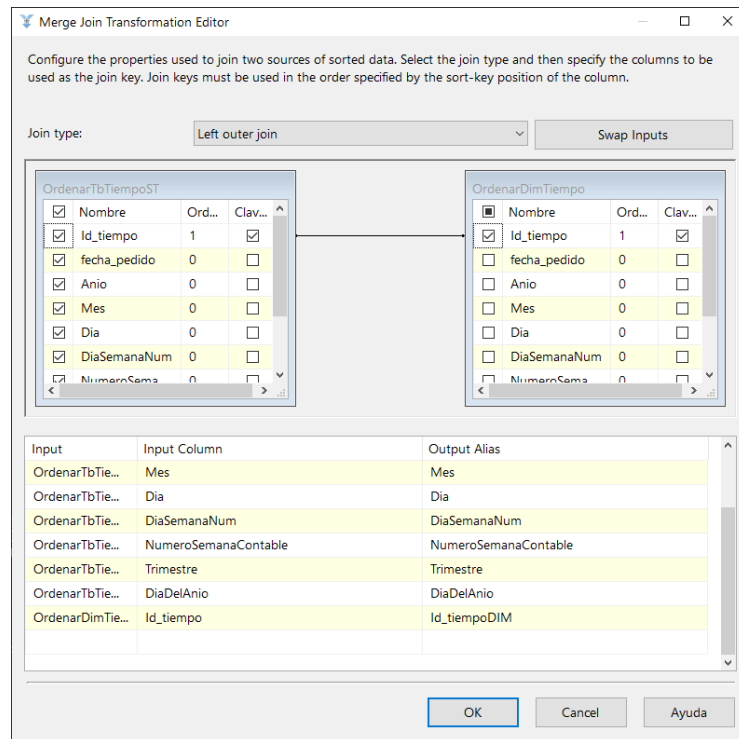 Merge Join Transformation Editor
Configure the properties used to join two sources of sorted data. Select the join type and then specify the columns to be
used as the join key. Join keys must be used in the order specified by the sort-key position of the column.
Join type: Left outer join Swap Inputs
OrdenarTbTiempoST
Nombre Ord... Clav...
Id_tiempo 1
fecha_pedido 0
Anio 0
Mes 0
Dia 0
DiaSemanaNum 0
NumeroSema 0
OrdenarDimTiempo
Nombre Ord... Clav...
Id_tiempo 1
fecha_pedido 0
Anio 0
Mes 0
Dia 0
DiaSemanaNum 0
NumeroSema 0
Input Input Column Output Alias
OrdenarTbTie... Mes Mes
OrdenarTbTie... Dia Dia
OrdenarTbTie... DiaSemanaNum DiaSemanaNum
OrdenarTbTie... NumeroSemanaContable NumeroSemanaContable
OrdenarTbTie... Trimestre Trimestre
OrdenarTbTie... DiaDelAnio DiaDelAnio
OrdenarDimTie... Id_tiempo Id_tiempoDIM
OK Cancel Ayuda